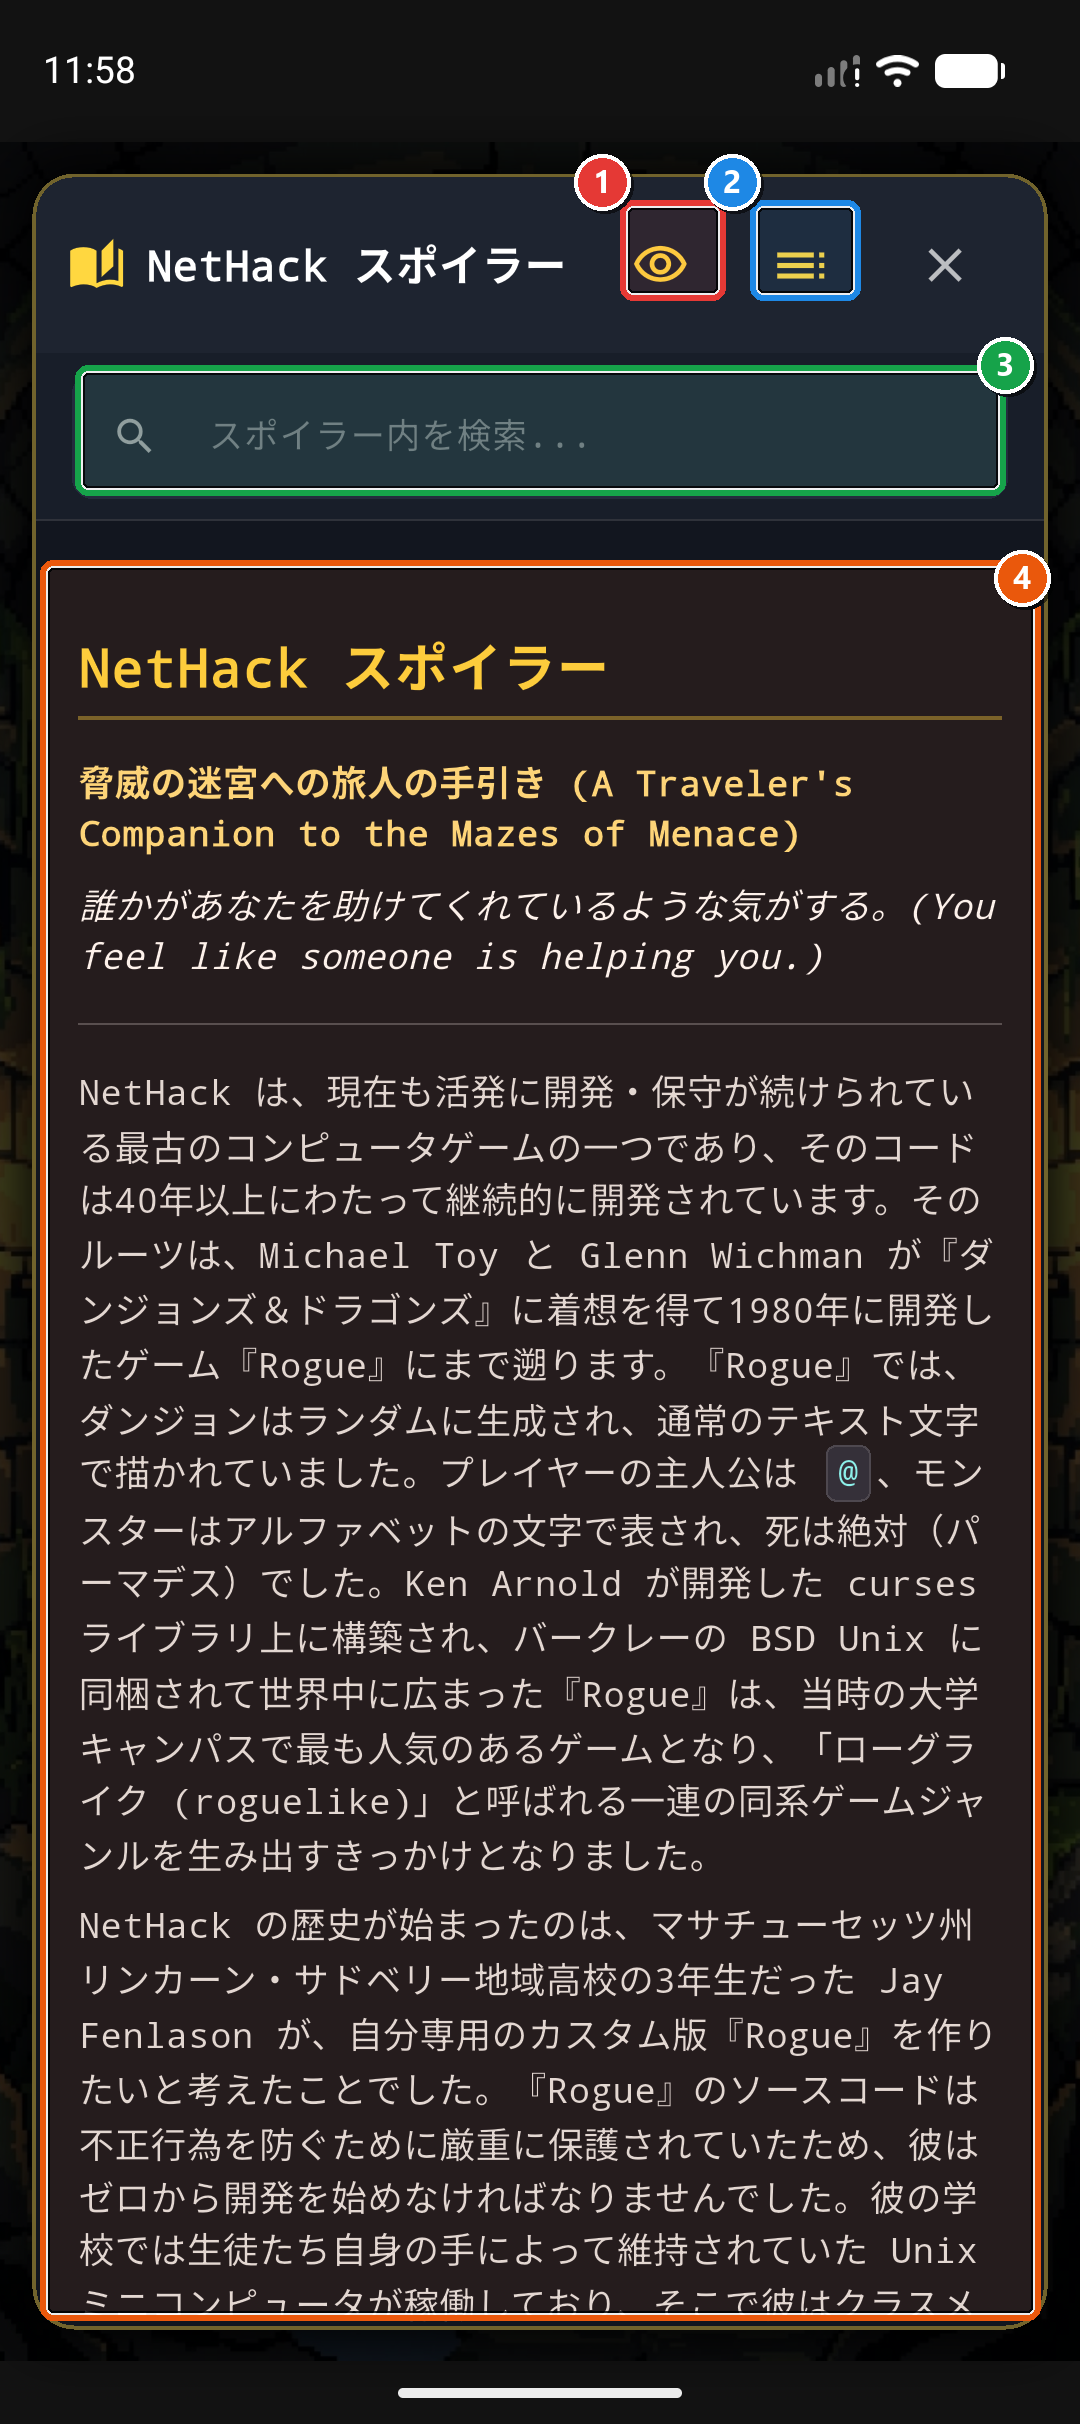 11:58
1
2
NetHack スポイラー
3
スポイラー内を検索...
4
NetHack スポイラー
脅威の迷宮への旅人の手引き (A Traveler's
Companion to the Mazes of Menace)
誰かがあなたを助けてくれているような気がする。(You
feel like someone is helping you.)
NetHack は、現在も活発に開発・保守が続けられてい
る最古のコンピュータゲームの一つであり、そのコード
は40年以上にわたって継続的に開発されています。その
ルーツは、Michael Toy と Glenn Wichman が『ダ
ンジョンズ＆ドラゴンズ』に着想を得て1980年に開発し
たゲーム『Rogue』にまで遡ります。『Rogue』では、
ダンジョンはランダムに生成され、通常のテキスト文字
で描かれていました。プレイヤーの主人公は @、モン
スターはアルファベットの文字で表され、死は絶対（パ
ーマデス）でした。Ken Arnold が開発した curses
ライブラリ上に構築され、バークレーの BSD Unix に
同梱されて世界中に広まった『Rogue』は、当時の大学
キャンパスで最も人気のあるゲームとなり、「ローグラ
イク (roguelike)」と呼ばれる一連の同系ゲームジャ
ンルを生み出すきっかけとなりました。
NetHack の歴史が始まったのは、マサチューセッツ州
リンカーン・サドベリー地域高校の3年生だった Jay
Fenlason が、自分専用のカスタム版『Rogue』を作り
たいと考えたことでした。『Rogue』のソースコードは
不正行為を防ぐために厳重に保護されていたため、彼は
ゼロから開発を始めなければなりませんでした。彼の学
校では生徒たち自身の手によって維持されていた Unix
ミニコンピュータが稼働しており、そこで彼はクラスメ